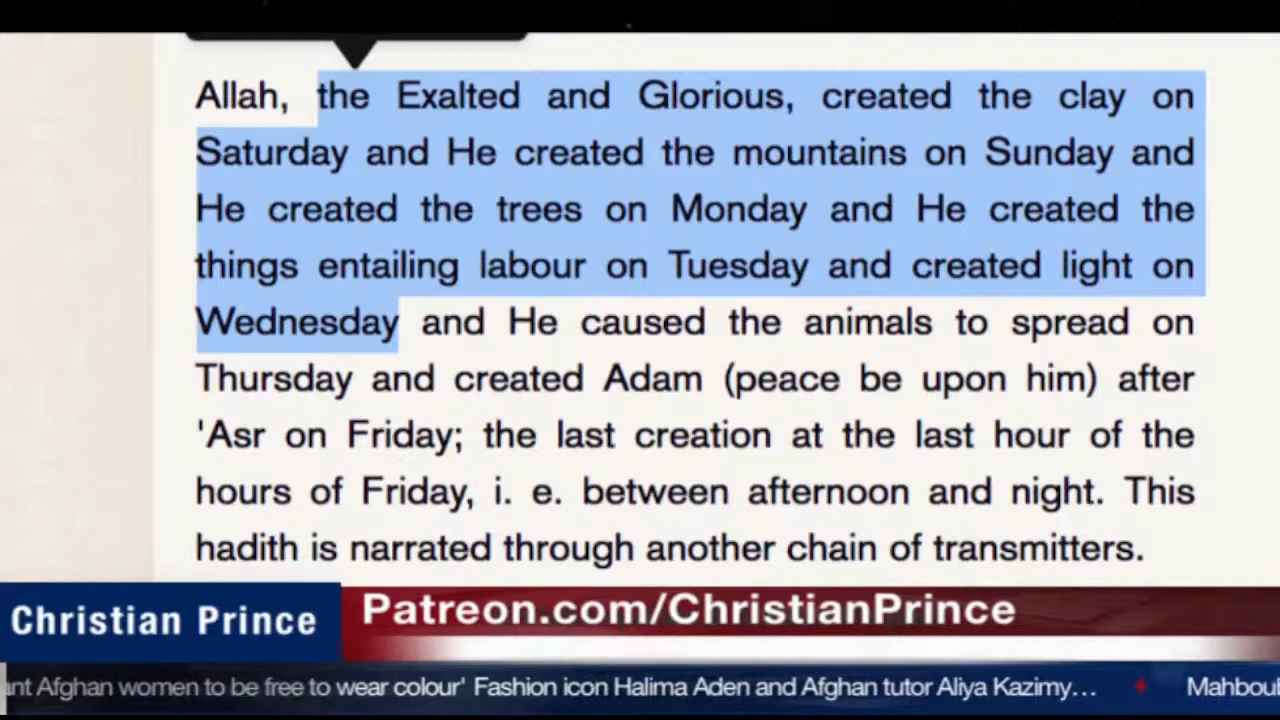 Allah, the Exalted and Glorious, created the clay on
Saturday and He created the mountains on Sunday and
He created the trees on Monday and He created the
things entailing labour on Tuesday and created light on
Wednesday and He caused the animals to spread on
Thursday and created Adam (peace be upon him) after
'Asr on Friday; the last creation at the last hour of the
hours of Friday, i. e. between afternoon and night. This
hadith is narrated through another chain of transmitters.
Christian Prince
Patreon.com/ChristianPrince
nt Afghan women to be free to wear colour' Fashion icon Halima Aden and Afghan tutor Aliya Kazimy… Mahboub